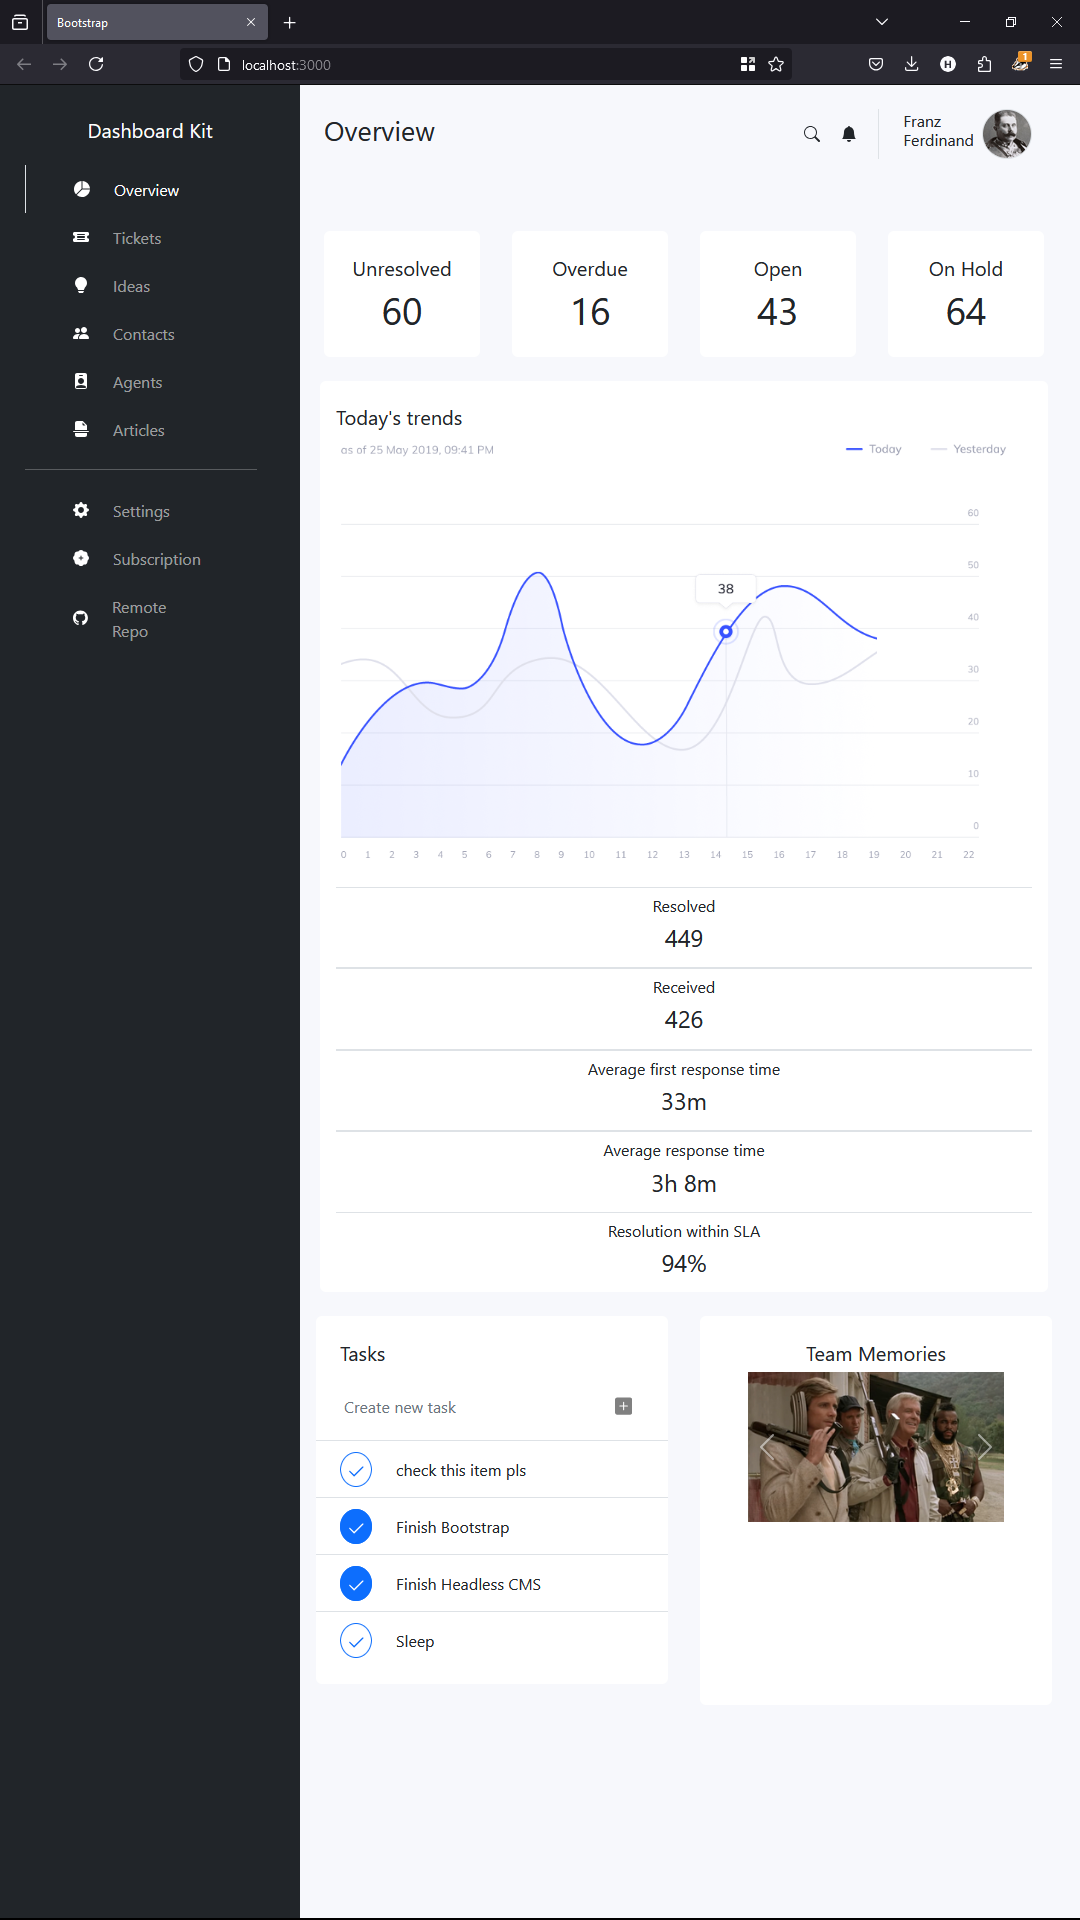 Bootstrap
localhost:3000
H
1
Dashboard Kit
Overview
Tickets
Ideas
Contacts
Agents
Articles
Settings
Subscription
Remote
Repo
Overview
Franz
Ferdinand
Unresolved
60
Overdue
16
Open
43
On Hold
64
Today's trends
as of 25 May 2019, 09:41 PM
Today
Yesterday
60
50
38
40
30
20
10
0
0 1 2 3 4 5 6 7 8 9 10 11 12 13 14 15 16 17 18 19 20 21 22
Resolved
449
Received
426
Average first response time
33m
Average response time
3h 8m
Resolution within SLA
94%
Tasks
Create new task
check this item pls
Finish Bootstrap
Finish Headless CMS
Sleep
Team Memories